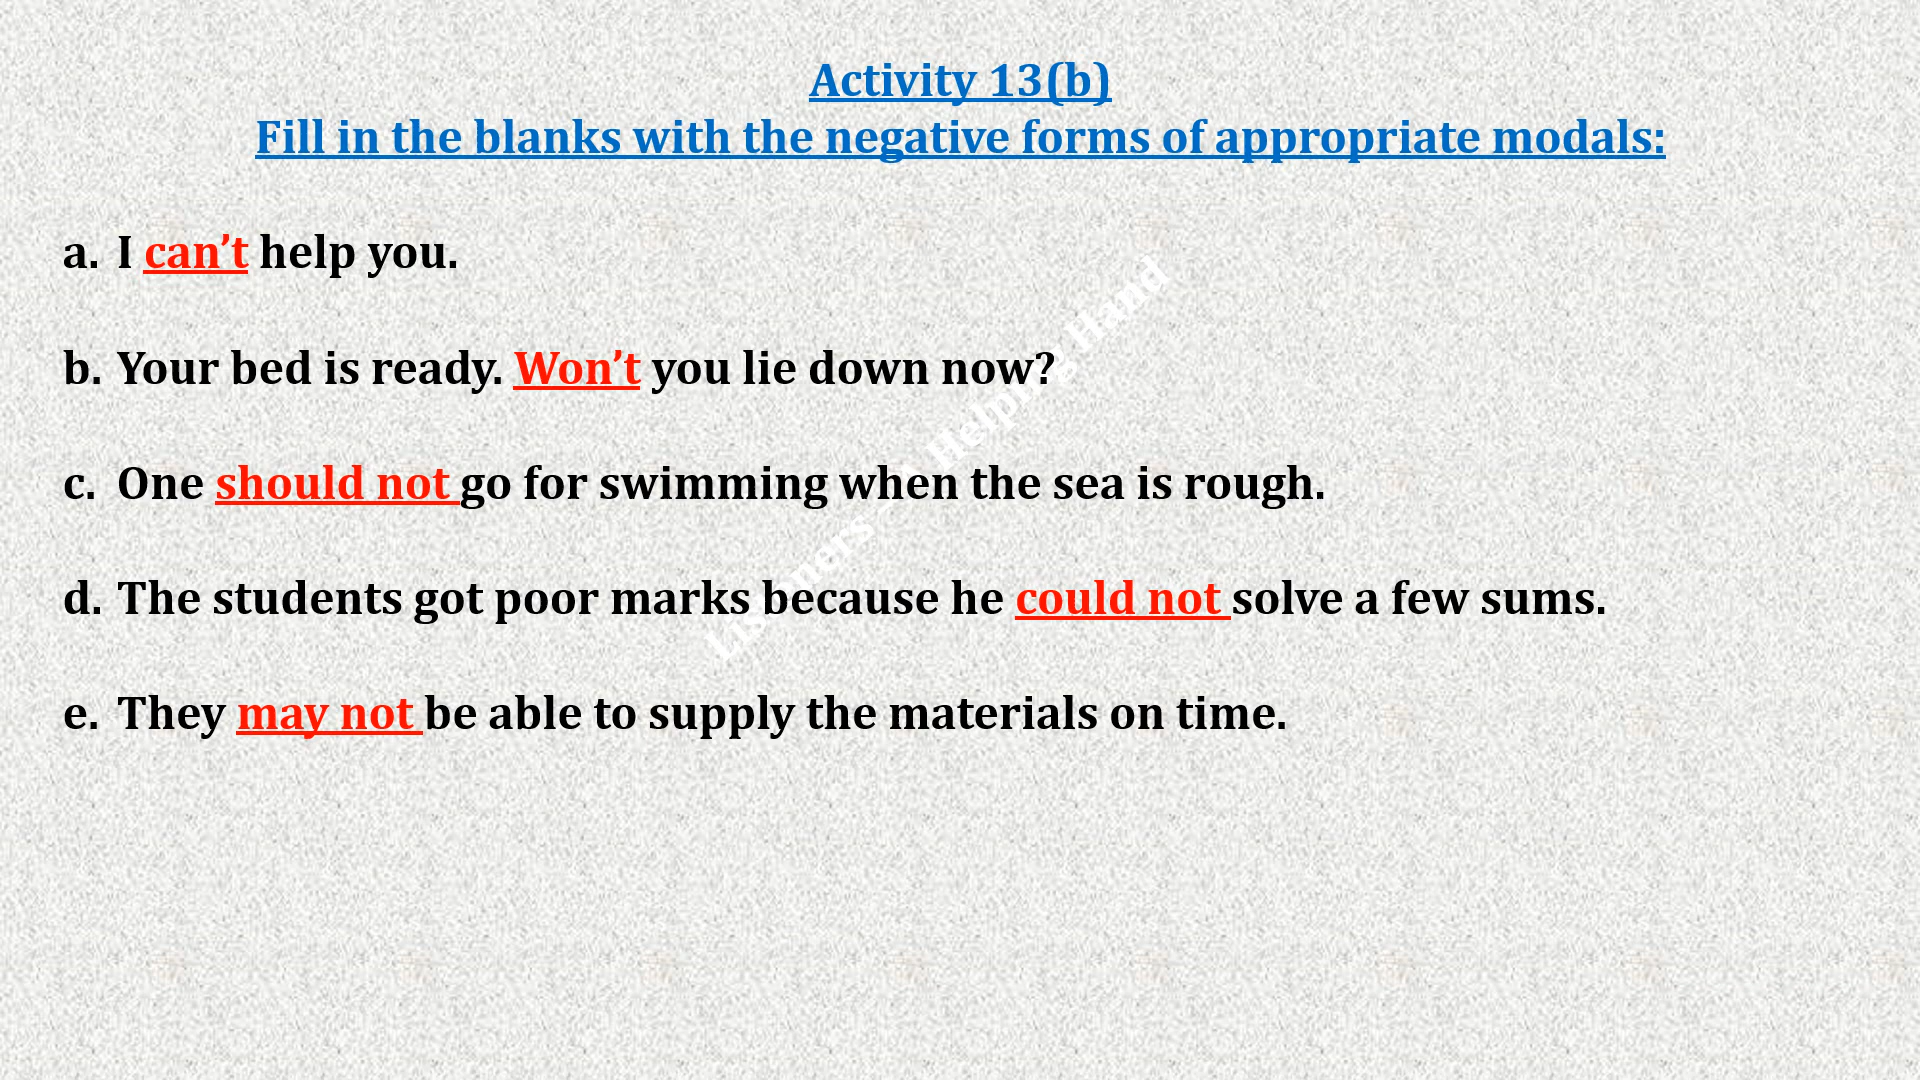 Activity 13(b)
Fill in the blanks with the negative forms of appropriate modals:
a. I can’t help you.
b. Your bed is ready. Won’t you lie down now?
c. One should not go for swimming when the sea is rough.
d. The students got poor marks because he could not solve a few sums.
e. They may not be able to supply the materials on time.
Hand